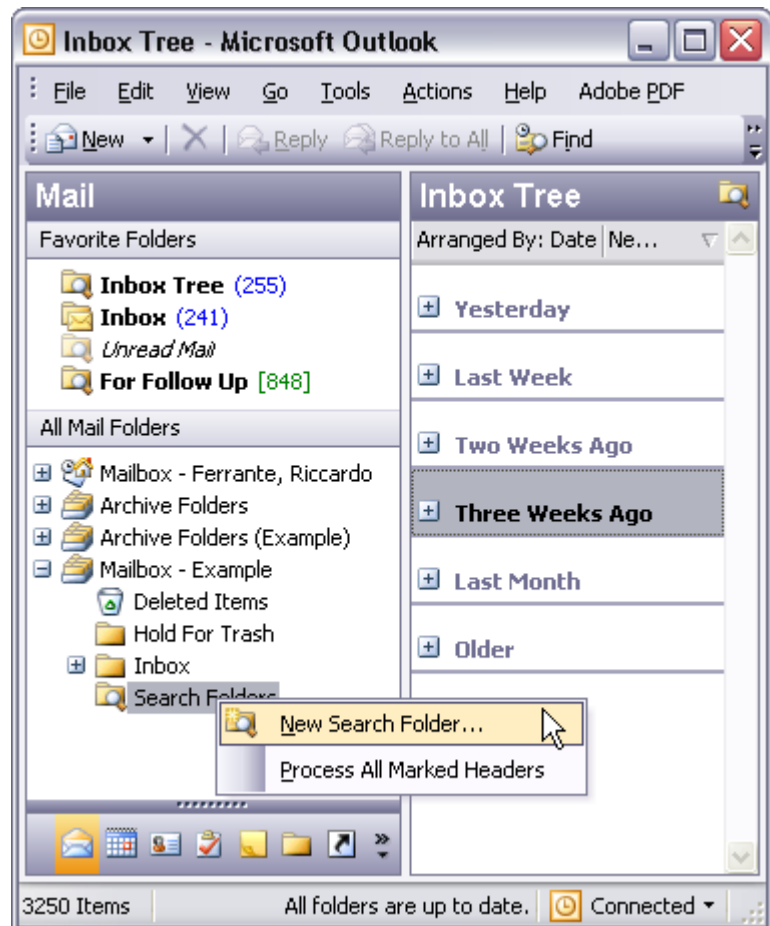 Inbox Tree - Microsoft Outlook
File Edit View Go Tools Actions Help Adobe PDF
New Reply Reply to All Find
Mail
Favorite Folders
Inbox Tree (255)
Inbox (241)
Unread Mail
For Follow Up [848]
All Mail Folders
Mailbox - Ferrante, Riccardo
Archive Folders
Archive Folders (Example)
Mailbox - Example
Deleted Items
Hold For Trash
Inbox
Search Folders
New Search Folder...
Process All Marked Headers
Inbox Tree
Arranged By: Date Ne...
Yesterday
Last Week
Two Weeks Ago
Three Weeks Ago
Last Month
Older
3250 Items All folders are up to date. Connected